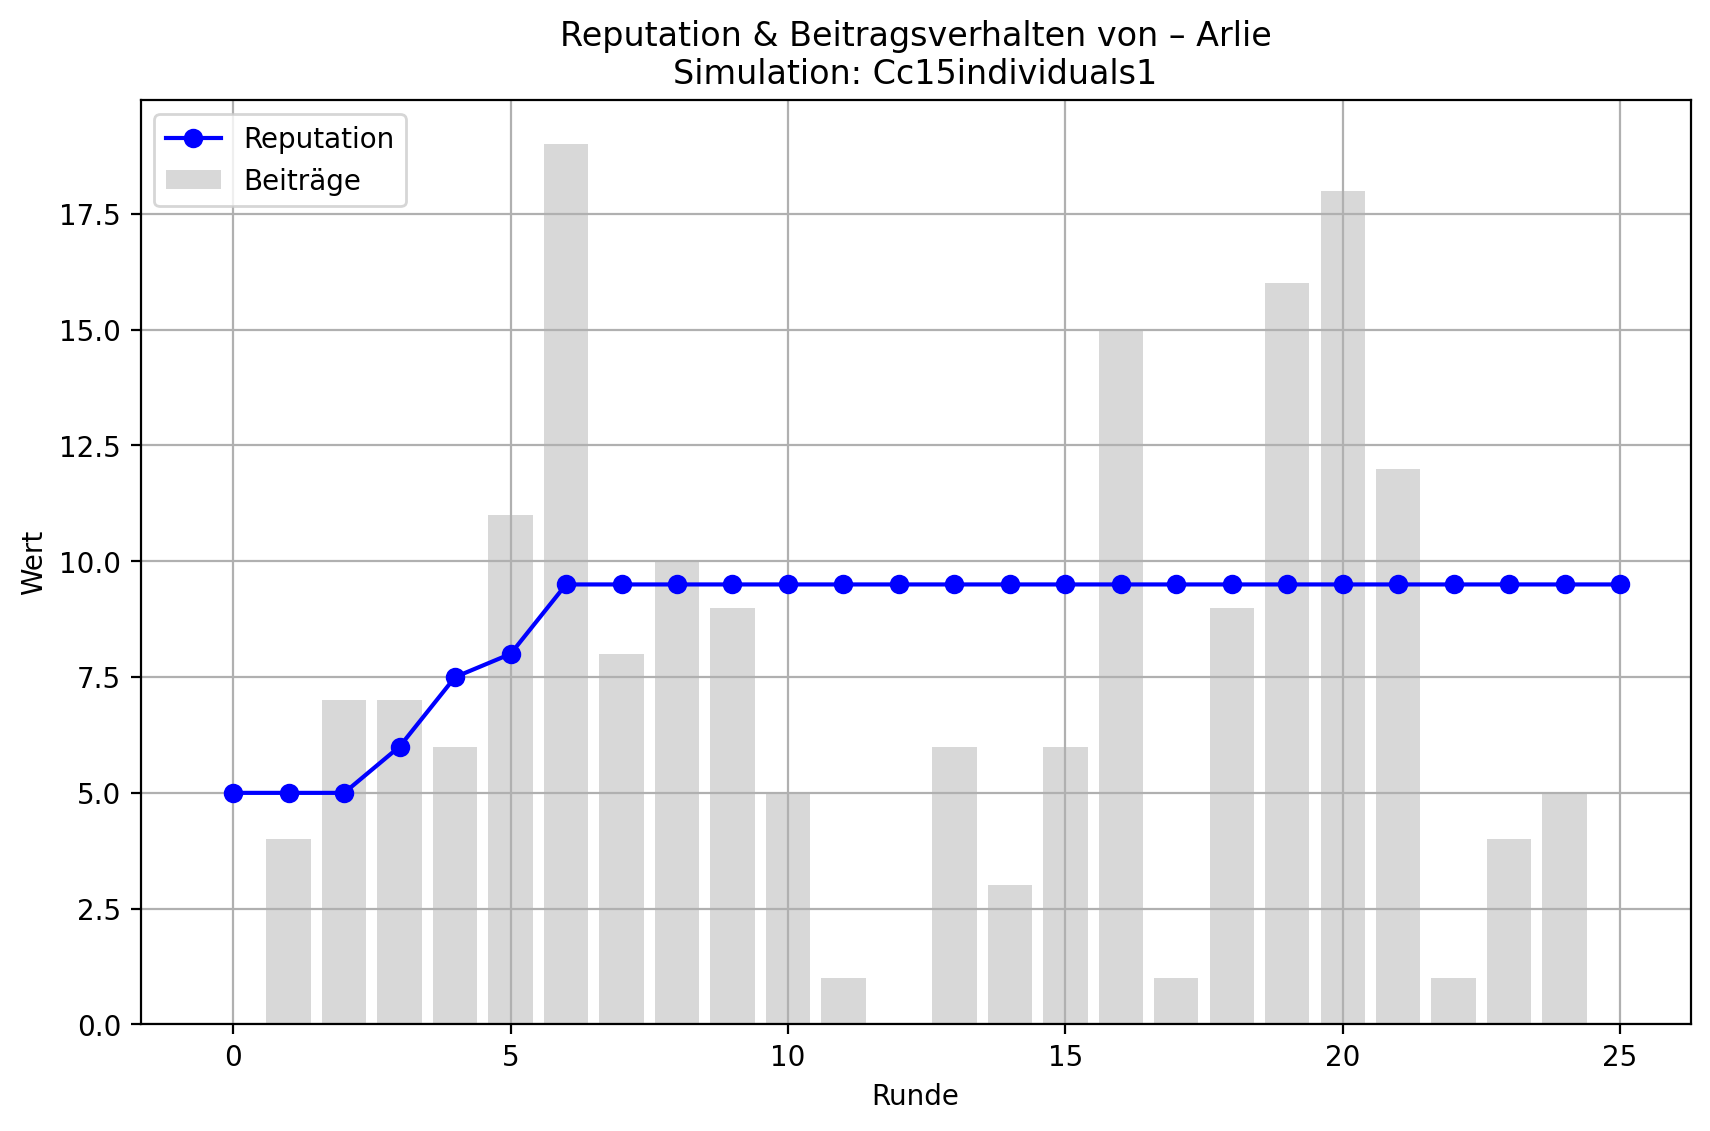 Reputation & Beitragsverhalten von – Arlie
Simulation: Cc15individuals1
Reputation
Beiträge
17.5
15.0
12.5
10.0
7.5
5.0
2.5
0.0
Wert
0 5 10 15 20 25
Runde